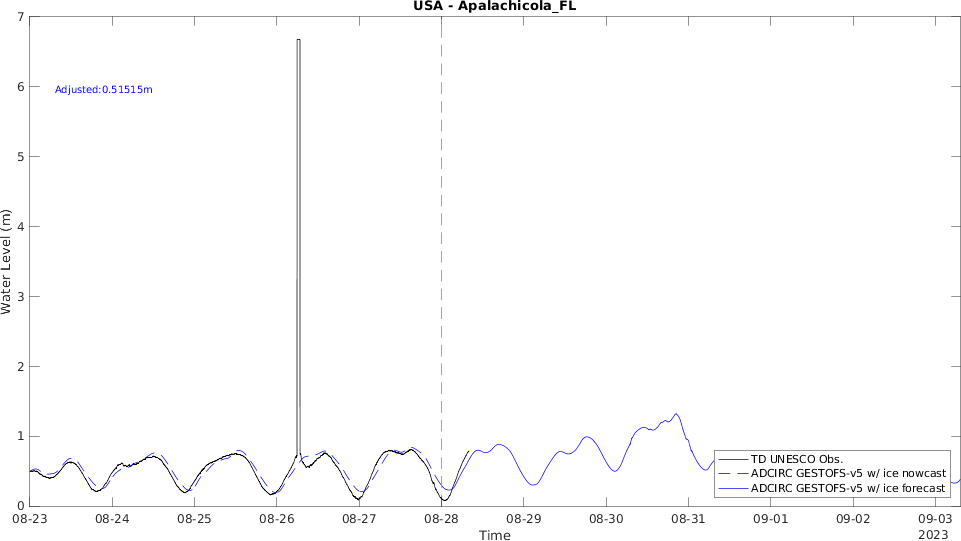 USA - Apalachicola_FL
7
6
5
4
3
2
1
0
Water Level (m)
Adjusted:0.51515m
TD UNESCO Obs.
ADCIRC GESTOFS-v5 w/ ice nowcast
ADCIRC GESTOFS-v5 w/ ice forecast
08-23 08-24 08-25 08-26 08-27 08-28 08-29 08-30 08-31 09-01 09-02 09-03
Time
2023